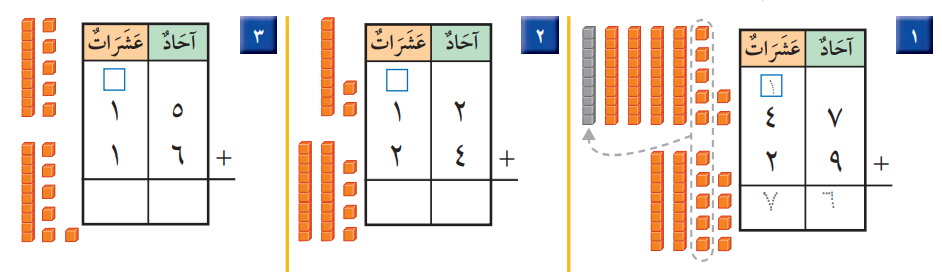 ١
آحَادٌ عَشَرَاتٌ
١
٤ ٧
٢ ٩ +
٧ ٦
٢
آحَادٌ عَشَرَاتٌ
١ ٢
٢ ٤ +
٣
آحَادٌ عَشَرَاتٌ
١ ٥
١ ٦ +